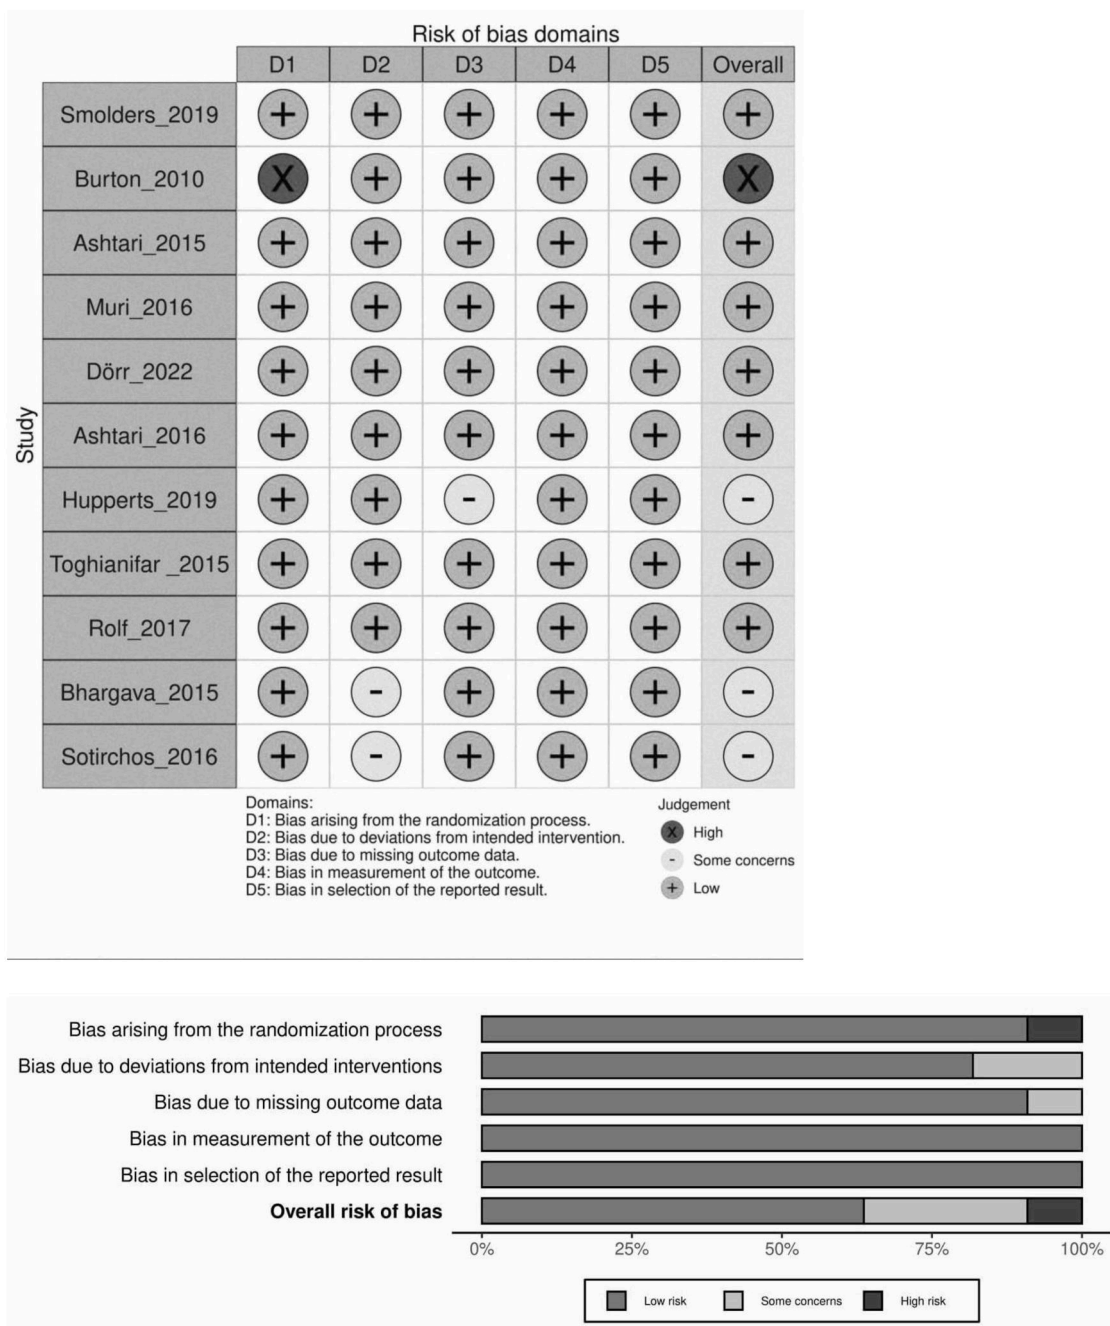 Risk of bias domains
D1 D2 D3 D4 D5 Overall
Study
Smolders_2019 + + + + + +
Burton_2010 X + + + + X
Ashtari_2015 + + + + + +
Muri_2016 + + + + + +
Dörr_2022 + + + + + +
Ashtari_2016 + + + + + +
Hupperts_2019 + + - + + -
Toghianifar _2015 + + + + + +
Rolf_2017 + + + + + +
Bhargava_2015 + - + + + -
Sotirchos_2016 + - + + + -
Domains:
D1: Bias arising from the randomization process.
D2: Bias due to deviations from intended intervention.
D3: Bias due to missing outcome data.
D4: Bias in measurement of the outcome.
D5: Bias in selection of the reported result.
Judgement
X High
- Some concerns
+ Low
Bias arising from the randomization process
Bias due to deviations from intended interventions
Bias due to missing outcome data
Bias in measurement of the outcome
Bias in selection of the reported result
Overall risk of bias
0% 25% 50% 75% 100%
Low risk Some concerns High risk